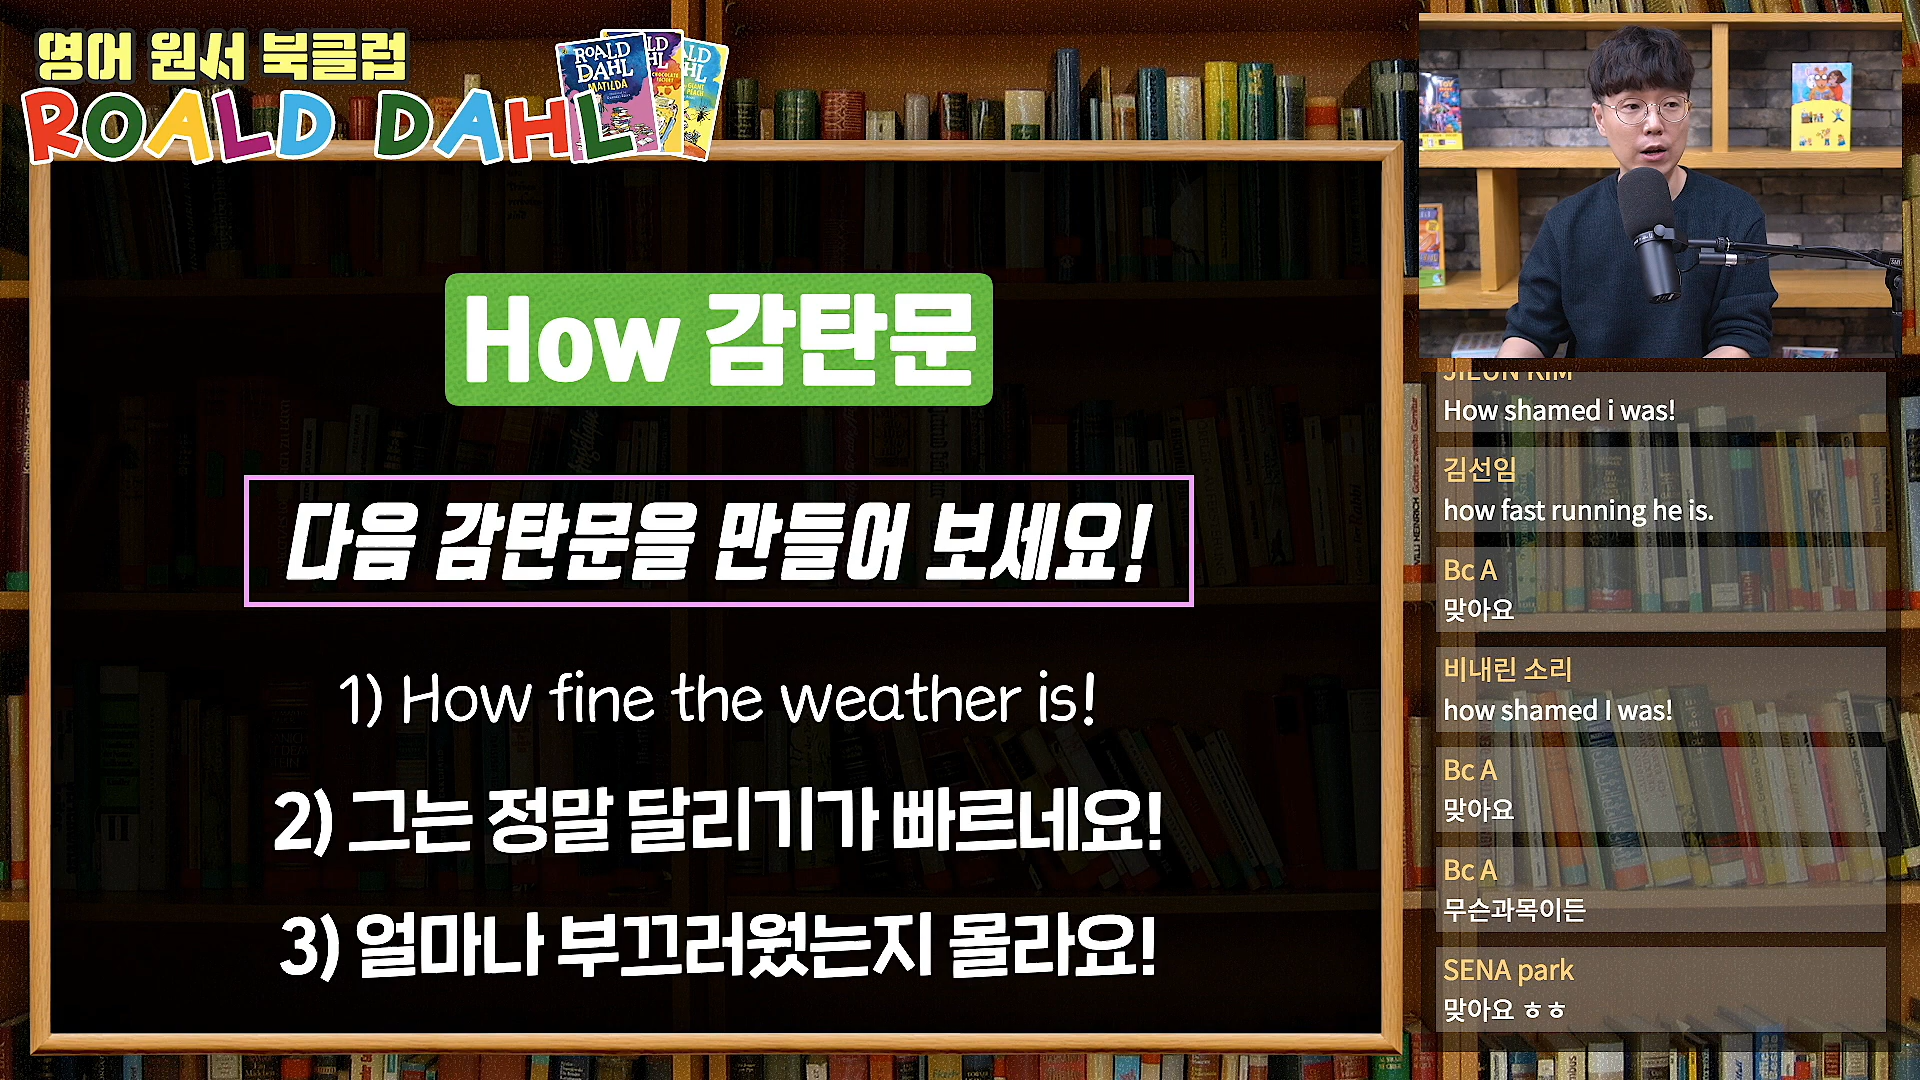 영어 원서 북클럽
ROALD DAHL
ROALD
DAHL
MATILDA
How 감탄문
다음 감탄문을 만들어 보세요!
1) How fine the weather is!
2) 그는 정말 달리기가 빠르네요!
3) 얼마나 부끄러웠는지 몰라요!
JIEUN KIM
How shamed i was!
김선임
how fast running he is.
Bc A
맞아요
비내린 소리
how shamed I was!
Bc A
맞아요
Bc A
무슨과목이든
SENA park
맞아요 ㅎㅎ